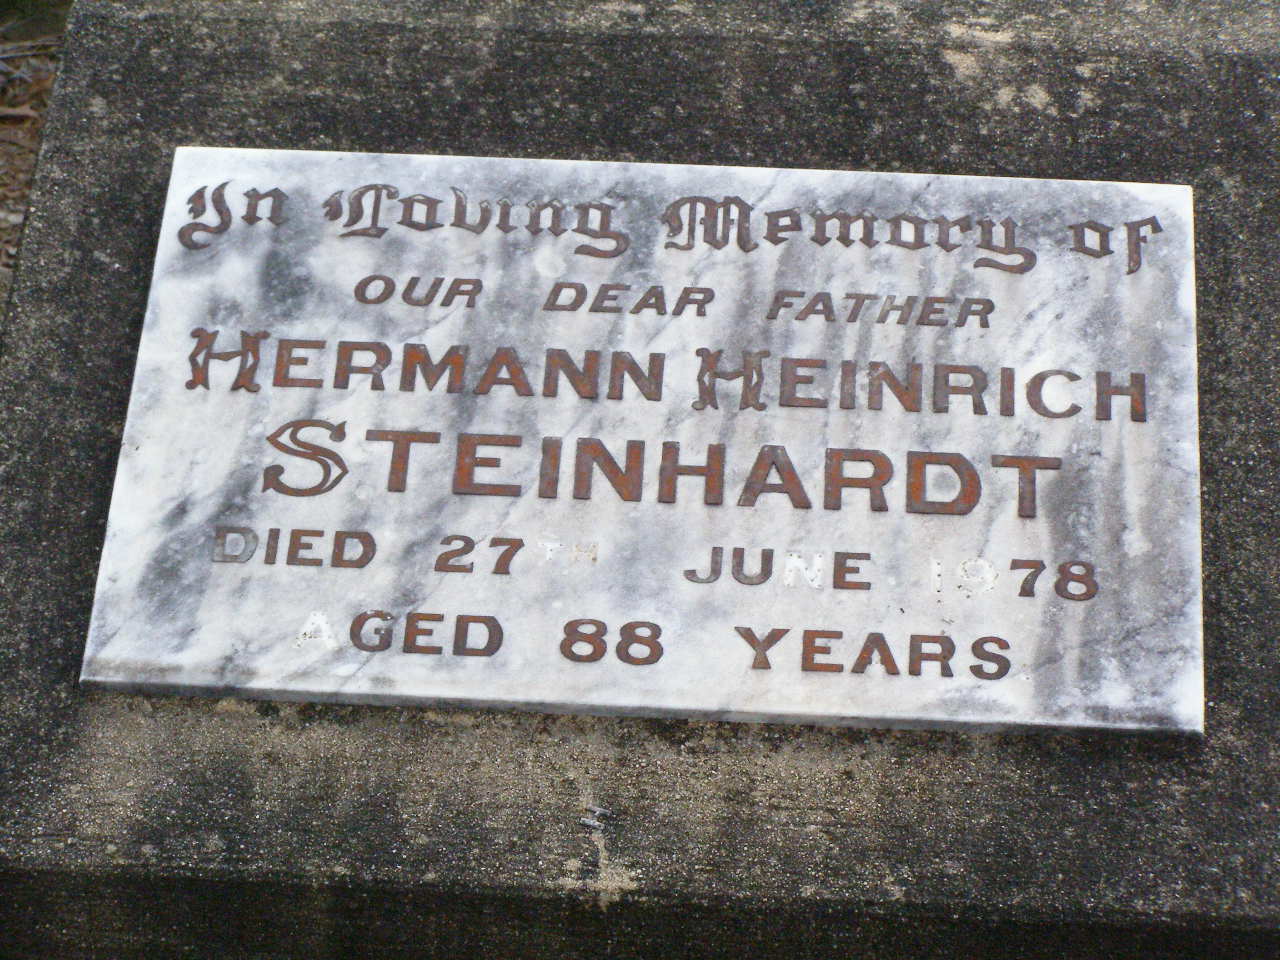 In Loving Memory of
OUR DEAR FATHER
HERMANN HEINRICH
STEINHARDT
DIED 27TH JUNE 1978
AGED 88 YEARS